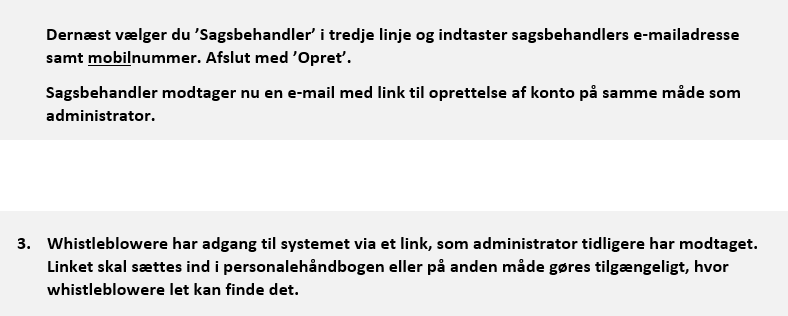 Dernæst vælger du ’Sagsbehandler’ i tredje linje og indtaster sagsbehandlers e-mailadresse
samt mobilnummer. Afslut med ’Opret’.
Sagsbehandler modtager nu en e-mail med link til oprettelse af konto på samme måde som
administrator.
3. Whistleblowere har adgang til systemet via et link, som administrator tidligere har modtaget.
Linket skal sættes ind i personalehåndbogen eller på anden måde gøres tilgængeligt, hvor
whistleblowere let kan finde det.